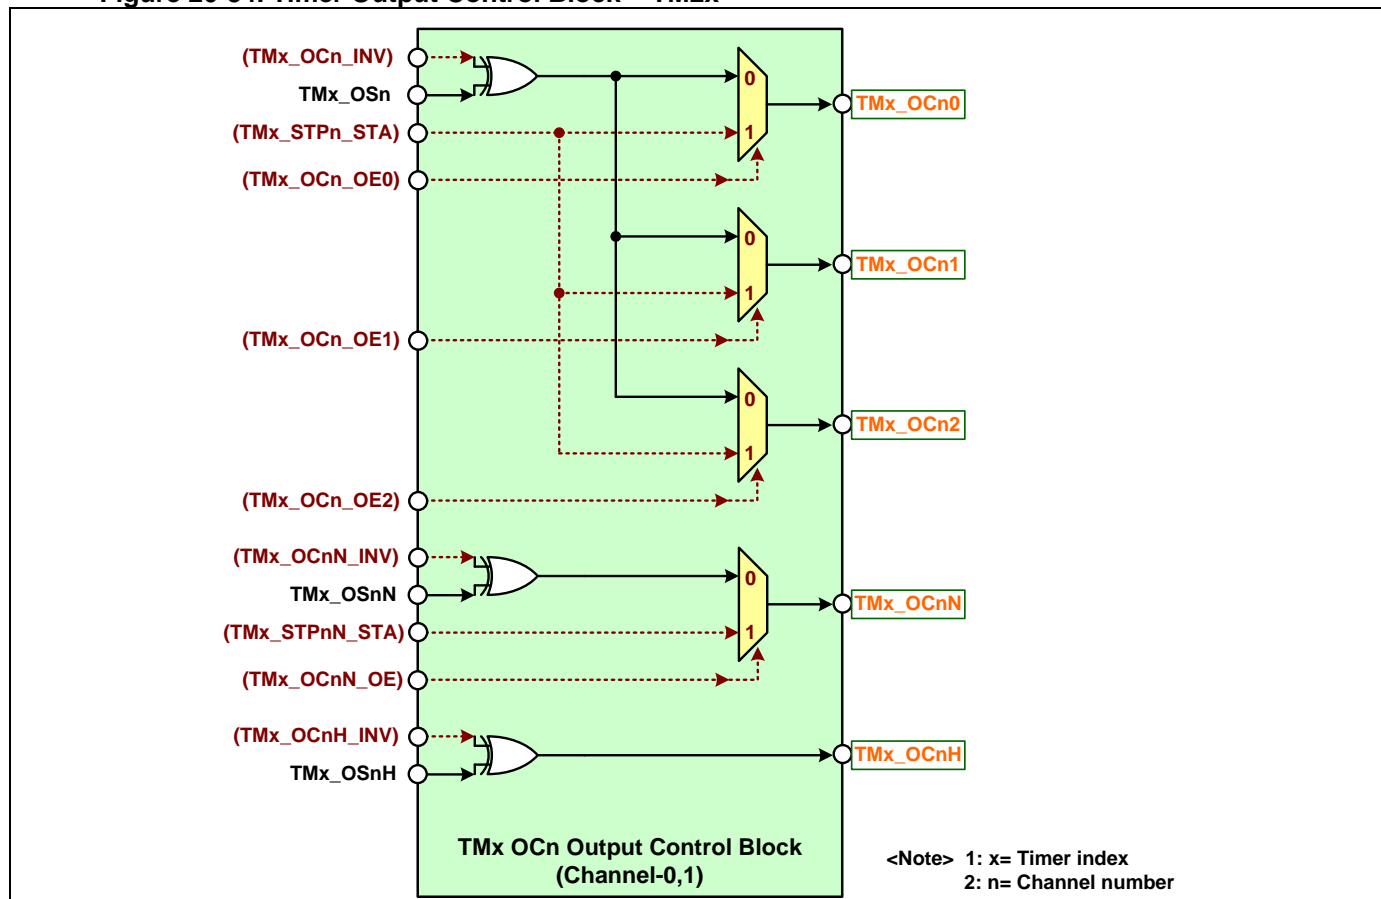 (TMx_OCn_INV)
TMx_OSn
(TMx_STPn_STA)
(TMx_OCn_OE0)
0
1
TMx_OCn0
0
1
TMx_OCn1
(TMx_OCn_OE1)
0
1
TMx_OCn2
(TMx_OCn_OE2)
(TMx_OCnN_INV)
TMx_OSnN
(TMx_STPnN_STA)
(TMx_OCnN_OE)
0
1
TMx_OCnN
(TMx_OCnH_INV)
TMx_OSnH
TMx_OCnH
TMx OCn Output Control Block
(Channel-0,1)
<Note> 1: x= Timer index
2: n= Channel number